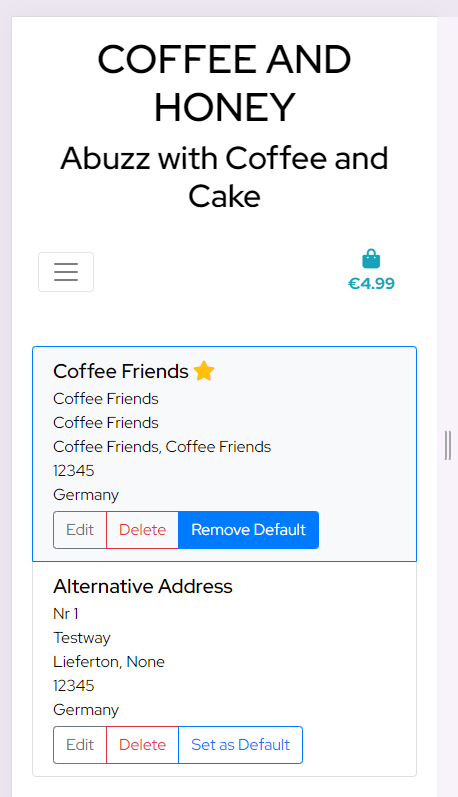 COFFEE AND
HONEY
Abuzz with Coffee and
Cake
€4.99
Coffee Friends
Coffee Friends
Coffee Friends
Coffee Friends, Coffee Friends
12345
Germany
Edit Delete Remove Default
Alternative Address
Nr 1
Testway
Lieferton, None
12345
Germany
Edit Delete Set as Default